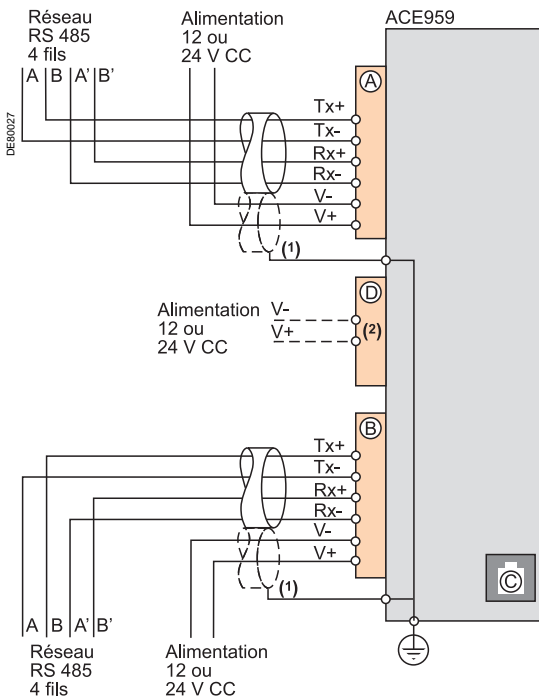 Réseau
RS 485
4 fils
Alimentation
12 ou
24 V CC
ACE959
A B A' B'
DE80027
A
Tx+
Tx-
Rx+
Rx-
V-
V+
(1)
D
Alimentation
12 ou
24 V CC
V-
V+
(2)
B
Tx+
Tx-
Rx+
Rx-
V-
V+
(1)
C
A B A' B'
Réseau
RS 485
4 fils
Alimentation
12 ou
24 V CC